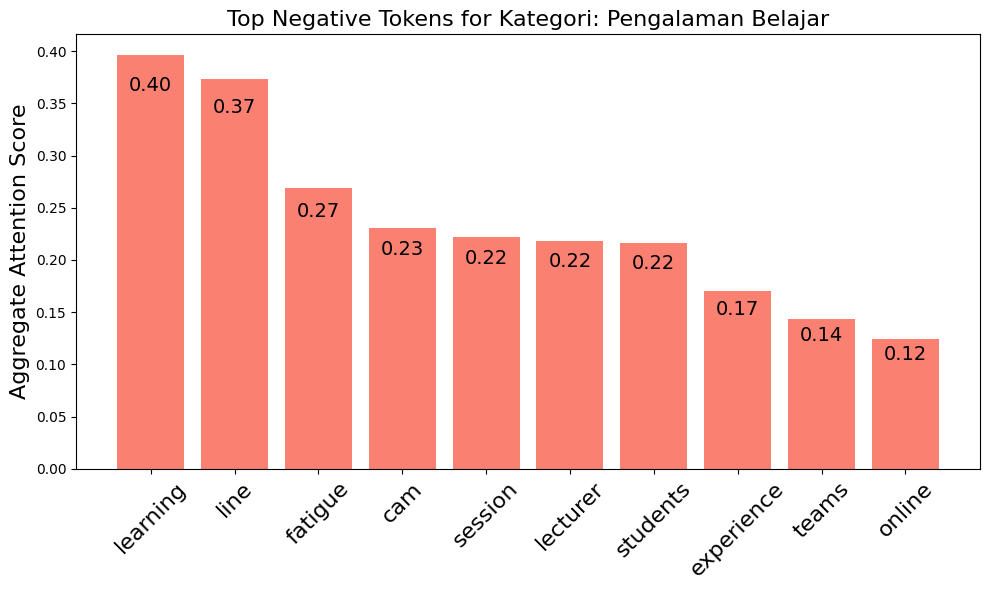 Top Negative Tokens for Kategori: Pengalaman Belajar
Aggregate Attention Score
0.40
0.35
0.30
0.25
0.20
0.15
0.10
0.05
0.00
0.40
0.37
0.27
0.23
0.22
0.22
0.22
0.17
0.14
0.12
learning
line
fatigue
cam
session
lecturer
students
experience
teams
online